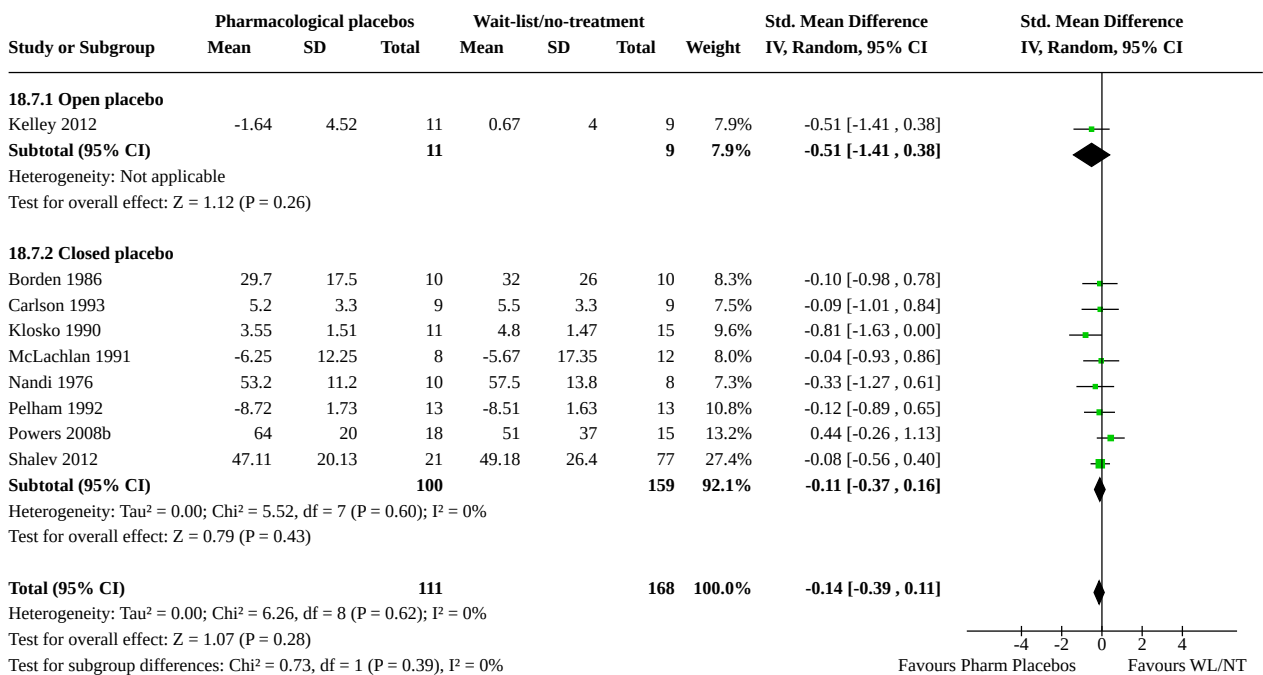 Pharmacological placebos Wait-list/no-treatment Std. Mean Difference Std. Mean Difference
Study or Subgroup Mean SD Total Mean SD Total Weight IV, Random, 95% CI IV, Random, 95% CI
18.7.1 Open placebo
Kelley 2012 -1.64 4.52 11 0.67 4 9 7.9% -0.51 [-1.41 , 0.38]
Subtotal (95% CI) 11 9 7.9% -0.51 [-1.41 , 0.38]
Heterogeneity: Not applicable
Test for overall effect: Z = 1.12 (P = 0.26)
18.7.2 Closed placebo
Borden 1986 29.7 17.5 10 32 26 10 8.3% -0.10 [-0.98 , 0.78]
Carlson 1993 5.2 3.3 9 5.5 3.3 9 7.5% -0.09 [-1.01 , 0.84]
Klosko 1990 3.55 1.51 11 4.8 1.47 15 9.6% -0.81 [-1.63 , 0.00]
McLachlan 1991 -6.25 12.25 8 -5.67 17.35 12 8.0% -0.04 [-0.93 , 0.86]
Nandi 1976 53.2 11.2 10 57.5 13.8 8 7.3% -0.33 [-1.27 , 0.61]
Pelham 1992 -8.72 1.73 13 -8.51 1.63 13 10.8% -0.12 [-0.89 , 0.65]
Powers 2008b 64 20 18 51 37 15 13.2% 0.44 [-0.26 , 1.13]
Shalev 2012 47.11 20.13 21 49.18 26.4 77 27.4% -0.08 [-0.56 , 0.40]
Subtotal (95% CI) 100 159 92.1% -0.11 [-0.37 , 0.16]
Heterogeneity: Tau² = 0.00; Chi² = 5.52, df = 7 (P = 0.60); I² = 0%
Test for overall effect: Z = 0.79 (P = 0.43)
Total (95% CI) 111 168 100.0% -0.14 [-0.39 , 0.11]
Heterogeneity: Tau² = 0.00; Chi² = 6.26, df = 8 (P = 0.62); I² = 0%
Test for overall effect: Z = 1.07 (P = 0.28)
-4 -2 0 2 4
Test for subgroup differences: Chi² = 0.73, df = 1 (P = 0.39), I² = 0% Favours Pharm Placebos Favours WL/NT